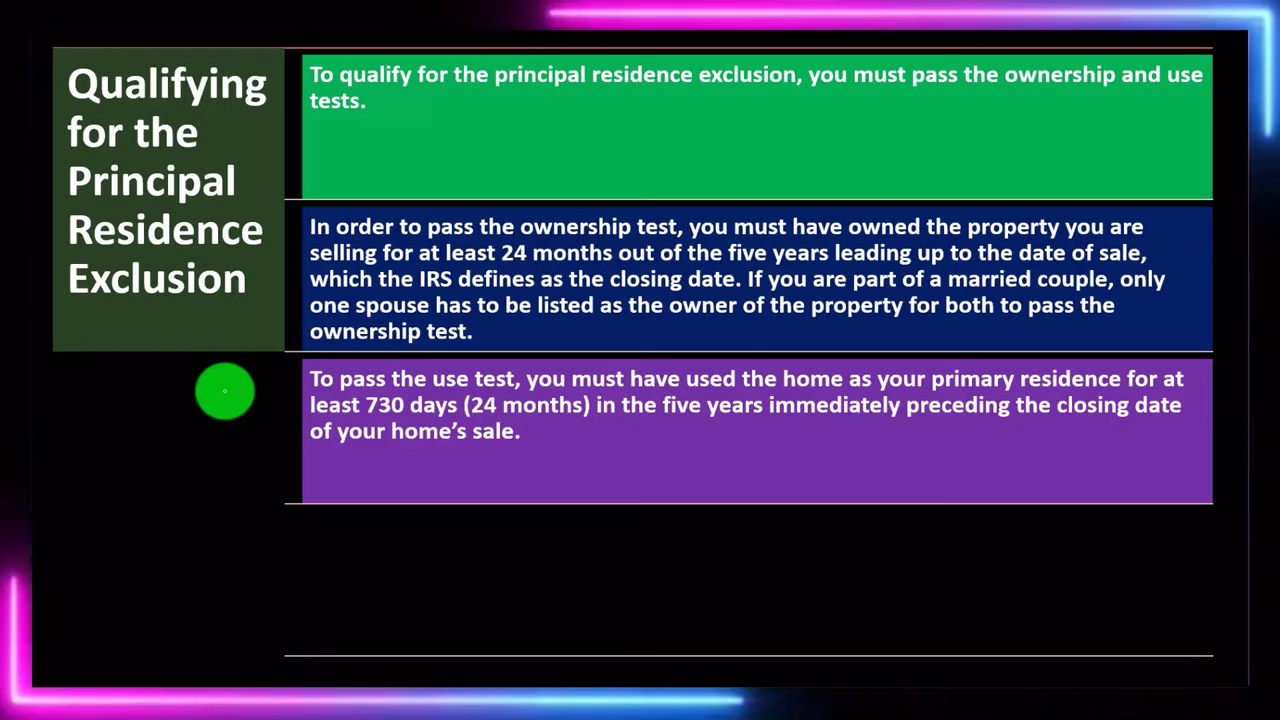 Qualifying
for the
Principal
Residence
Exclusion
To qualify for the principal residence exclusion, you must pass the ownership and use
tests.
In order to pass the ownership test, you must have owned the property you are
selling for at least 24 months out of the five years leading up to the date of sale,
which the IRS defines as the closing date. If you are part of a married couple, only
one spouse has to be listed as the owner of the property for both to pass the
ownership test.
To pass the use test, you must have used the home as your primary residence for at
least 730 days (24 months) in the five years immediately preceding the closing date
of your home’s sale.